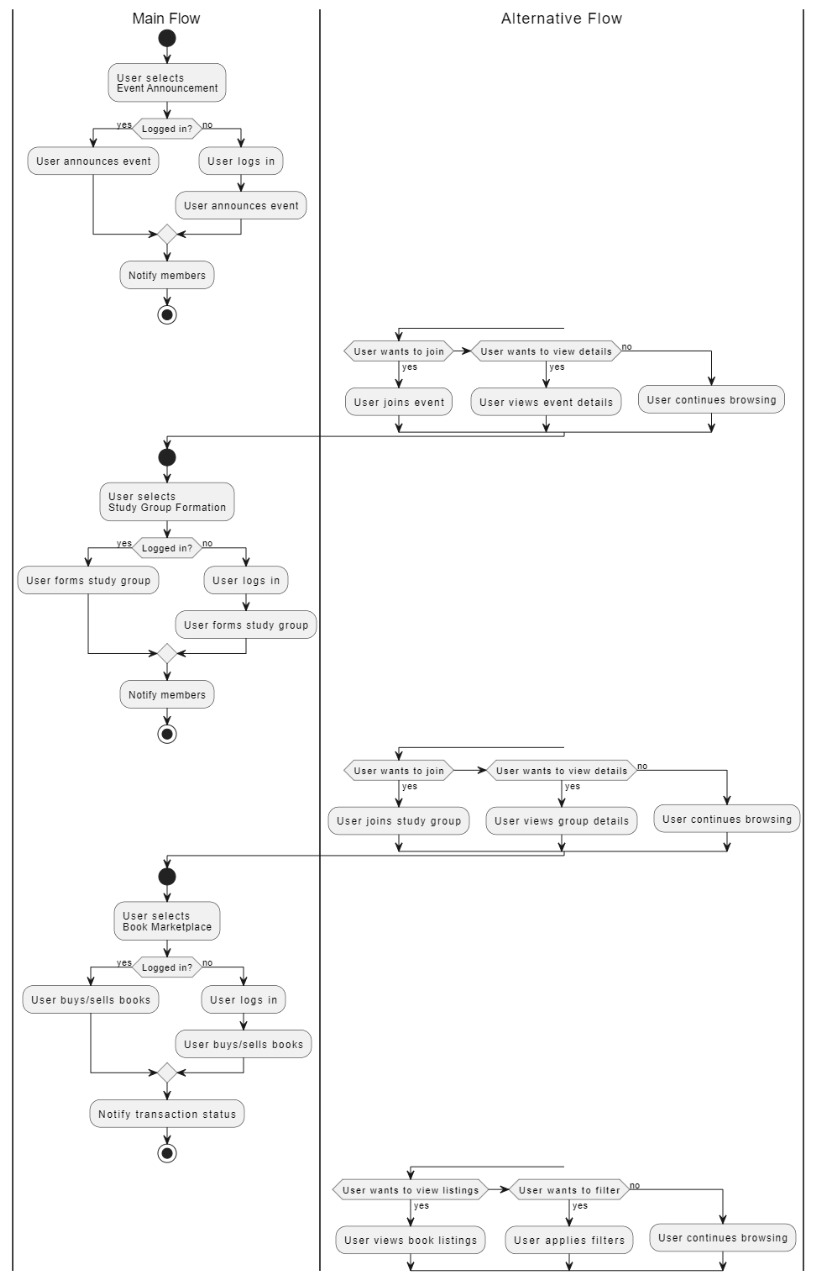 Main Flow
Alternative Flow
User selects
Event Announcement
yes
Logged in?
no
User announces event
User logs in
User announces event
Notify members
User wants to join
User wants to view details
no
yes
yes
User joins event
User views event details
User continues browsing
User selects
Study Group Formation
yes
Logged in?
no
User forms study group
User logs in
User forms study group
Notify members
User wants to join
User wants to view details
no
yes
yes
User joins study group
User views group details
User continues browsing
User selects
Book Marketplace
yes
Logged in?
no
User buys/sells books
User logs in
User buys/sells books
Notify transaction status
User wants to view listings
User wants to filter
no
yes
yes
User views book listings
User applies filters
User continues browsing